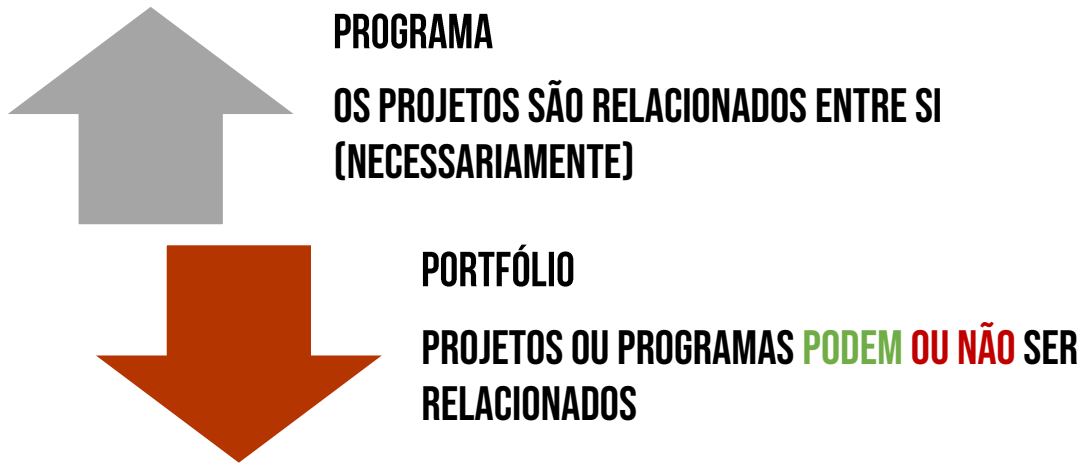 PROGRAMA
OS PROJETOS SÃO RELACIONADOS ENTRE SI
(NECESSARIAMENTE)
PORTFÓLIO
PROJETOS OU PROGRAMAS PODEM OU NÃO SER
RELACIONADOS